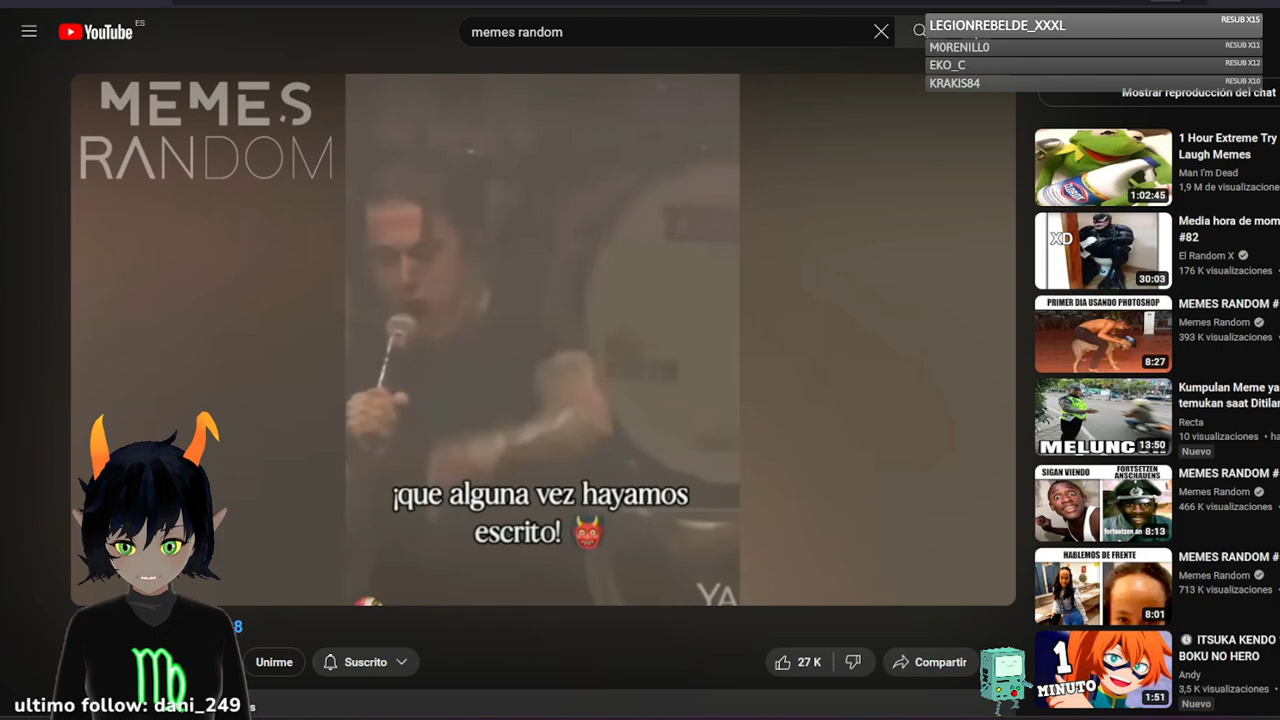 YouTube
ES
memes random
LEGIONREBELDE_XXXL
RESUB X15
M0RENILL0
RESUB X11
EKO_C
RESUB X12
KRAKIS84
RESUB X10
Mostrar reproducción del chat
MEMES
RANDOM
¡que alguna vez hayamos
escrito! 👹
YA
8
Unirme
Suscrito
27 K
Compartir
ultimo follow: dani_249
s
1:02:45
1 Hour Extreme Try
Laugh Memes
Man I'm Dead
1,9 M de visualizaciones
XD
30:03
Media hora de mom
#82
El Random X
176 K visualizaciones
PRIMER DIA USANDO PHOTOSHOP
8:27
MEMES RANDOM #
Memes Random
393 K visualizaciones
13:50
Kumpulan Meme ya
temukan saat Ditilar
Recta
10 visualizaciones • ha
Nuevo
SIGAN VIENDO
FORTSETZEN
ANSCHAUENS
fortsetzen an
8:13
MEMES RANDOM #
Memes Random
466 K visualizaciones
HABLEMOS DE FRENTE
8:01
MEMES RANDOM #
Memes Random
713 K visualizaciones
1
MINUTO
1:51
ITSUKA KENDO
BOKU NO HERO
Andy
3,5 K visualizaciones
Nuevo